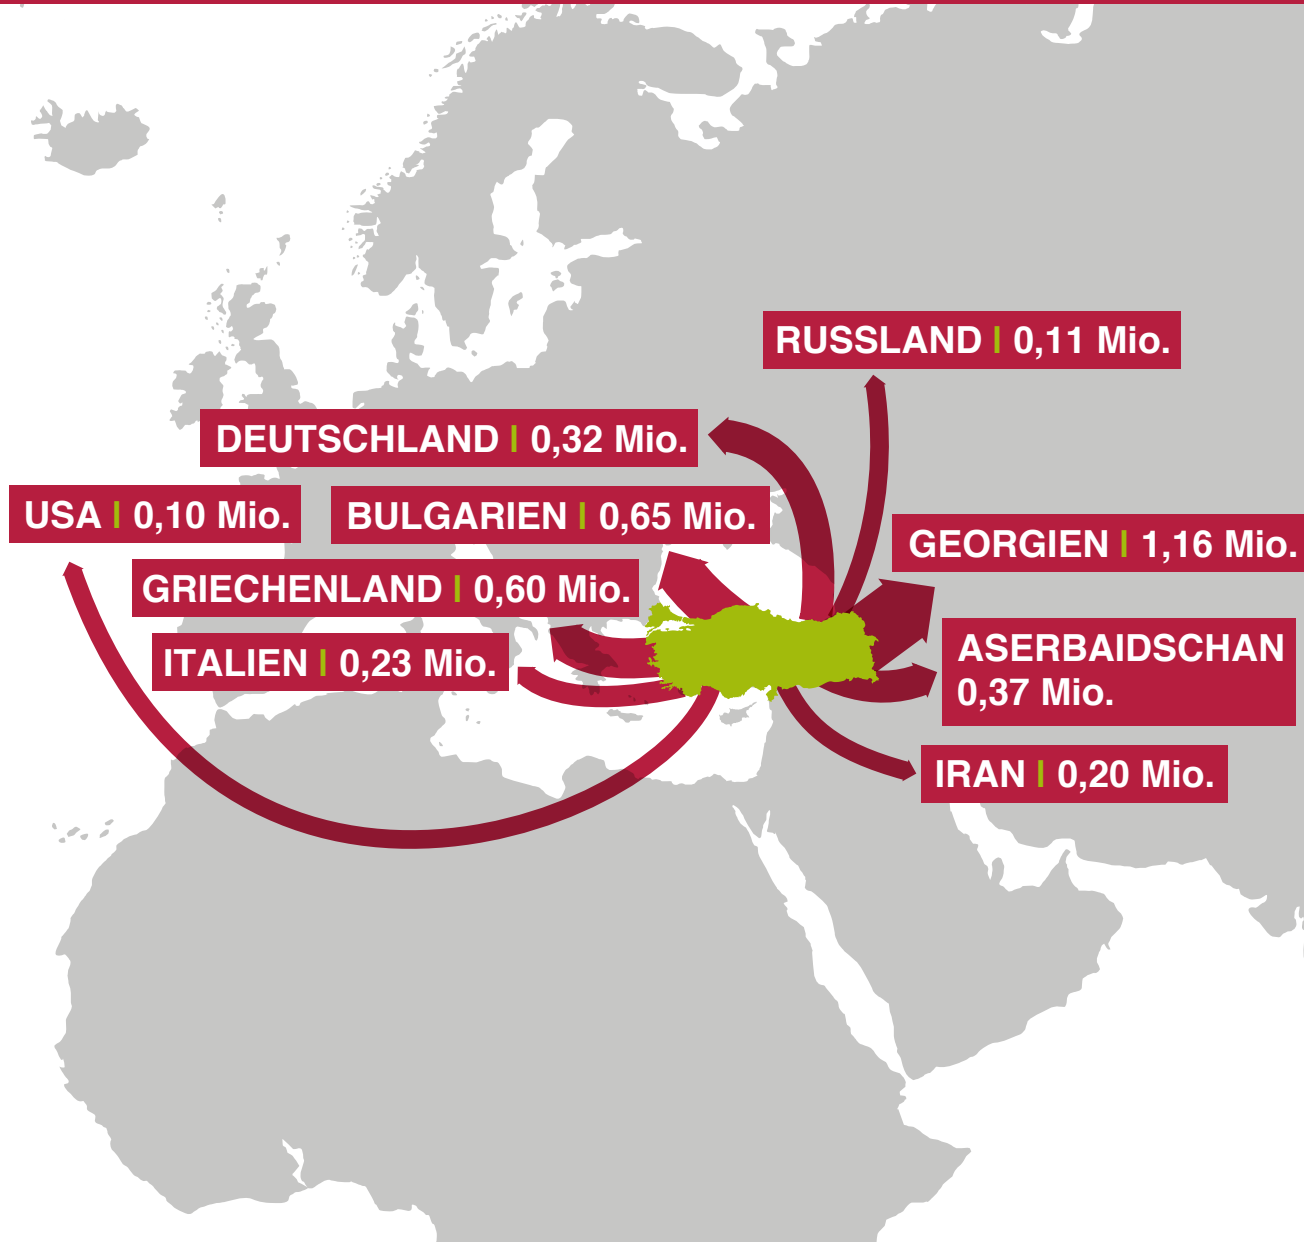 RUSSLAND | 0,11 Mio.
DEUTSCHLAND | 0,32 Mio.
USA | 0,10 Mio.
BULGARIEN | 0,65 Mio.
GEORGIEN | 1,16 Mio.
GRIECHENLAND | 0,60 Mio.
ITALIEN | 0,23 Mio.
ASERBAIDSCHAN
0,37 Mio.
IRAN | 0,20 Mio.